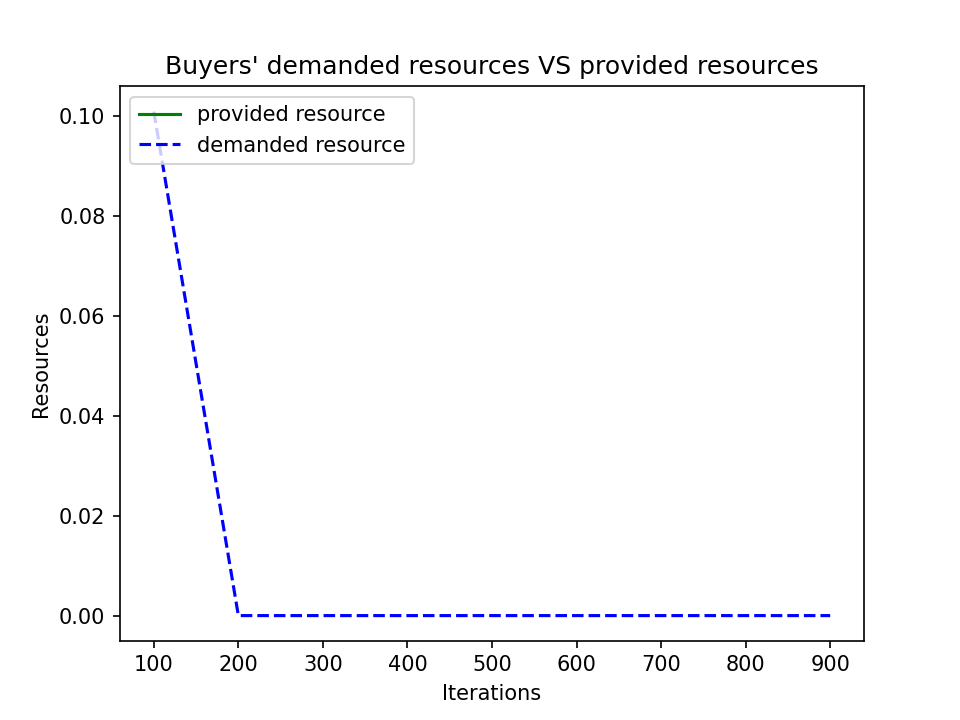 Buyers' demanded resources VS provided resources
provided resource
demanded resource
0.10
0.08
0.06
0.04
0.02
0.00
Resources
100 200 300 400 500 600 700 800 900
Iterations